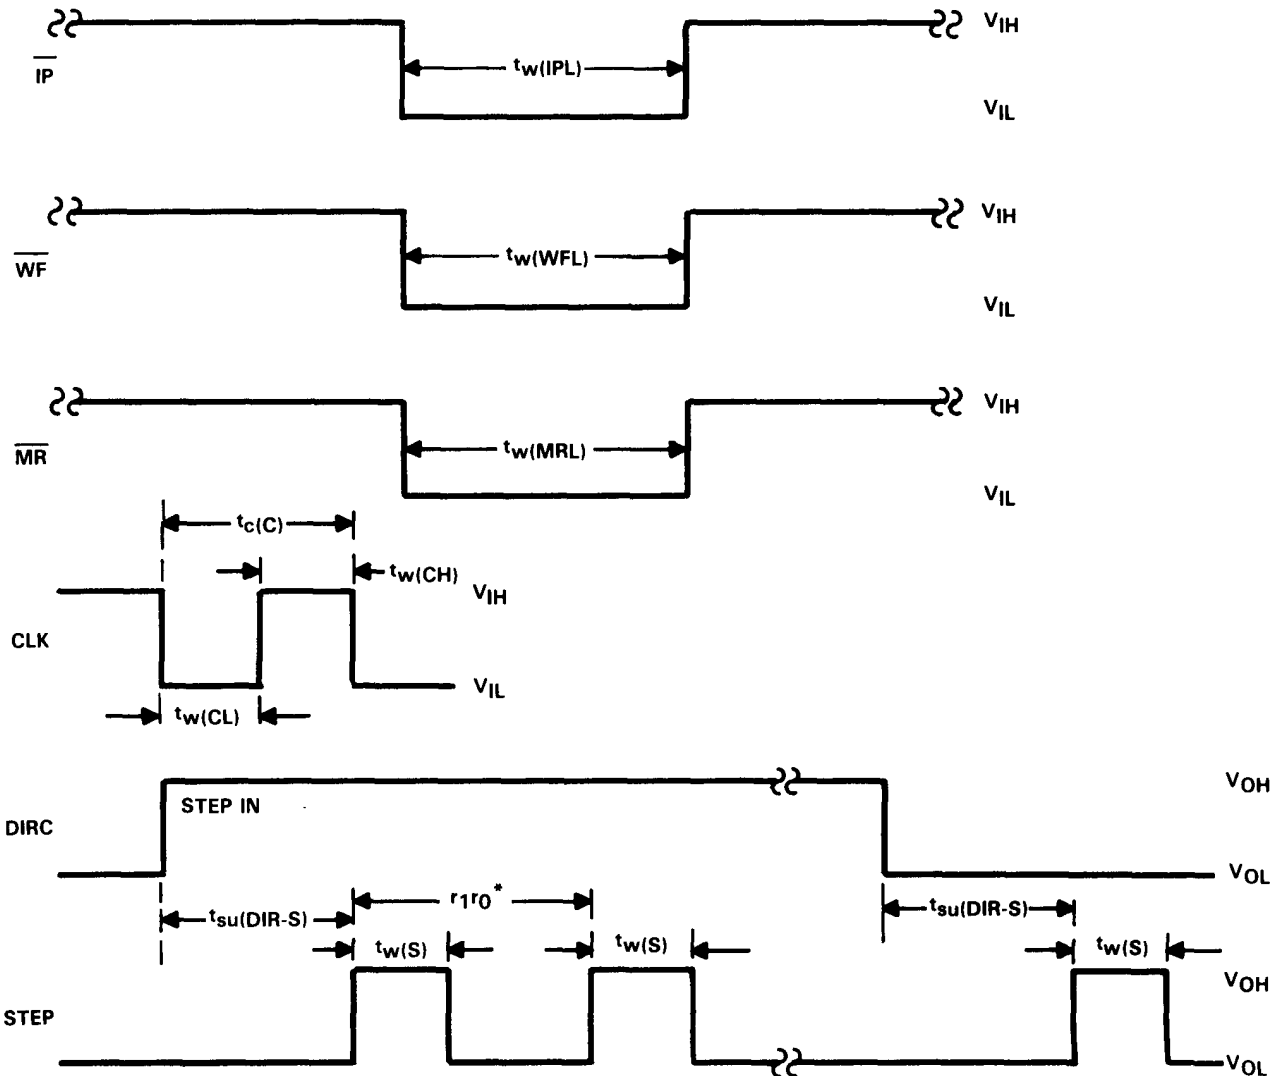 VIH
IP
tw(IPL)
VIL
VIH
WF
tw(WFL)
VIL
VIH
MR
tw(MRL)
VIL
tc(C)
tw(CH)
VIH
CLK
VIL
tw(CL)
STEP IN
VOH
DIRC
VOL
tsu(DIR-S)
r1r0*
tsu(DIR-S)
tw(S)
tw(S)
tw(S)
VOH
STEP
VOL